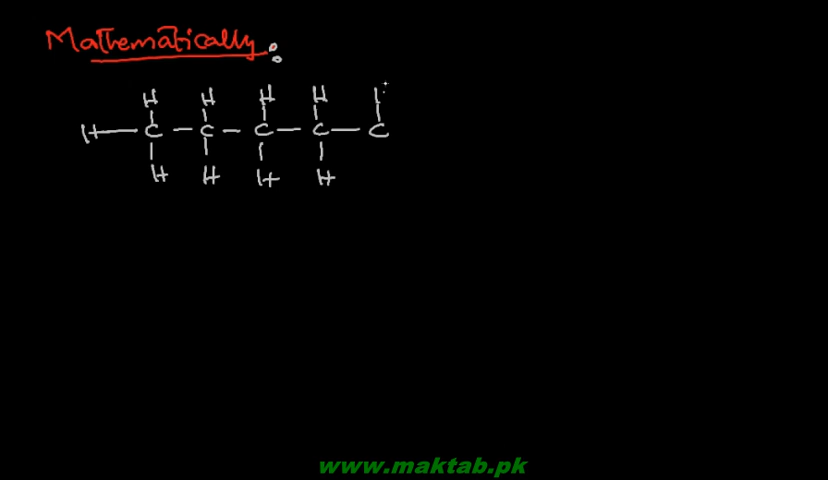 Mathematically:
H H H H
H—C—C—C—C—C
H H H H
www.maktab.pk